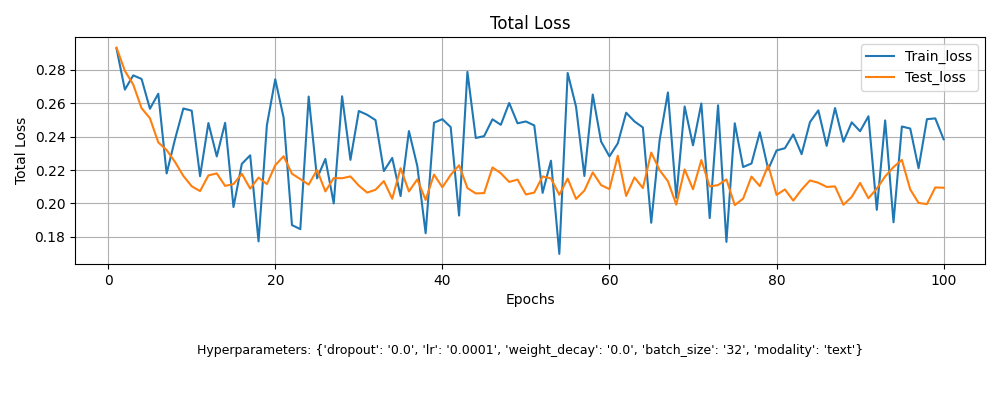 Total Loss
Train_loss
Test_loss
Total Loss
0.28
0.26
0.24
0.22
0.20
0.18
0 20 40 60 80 100
Epochs
Hyperparameters: {'dropout': '0.0', 'lr': '0.0001', 'weight_decay': '0.0', 'batch_size': '32', 'modality': 'text'}